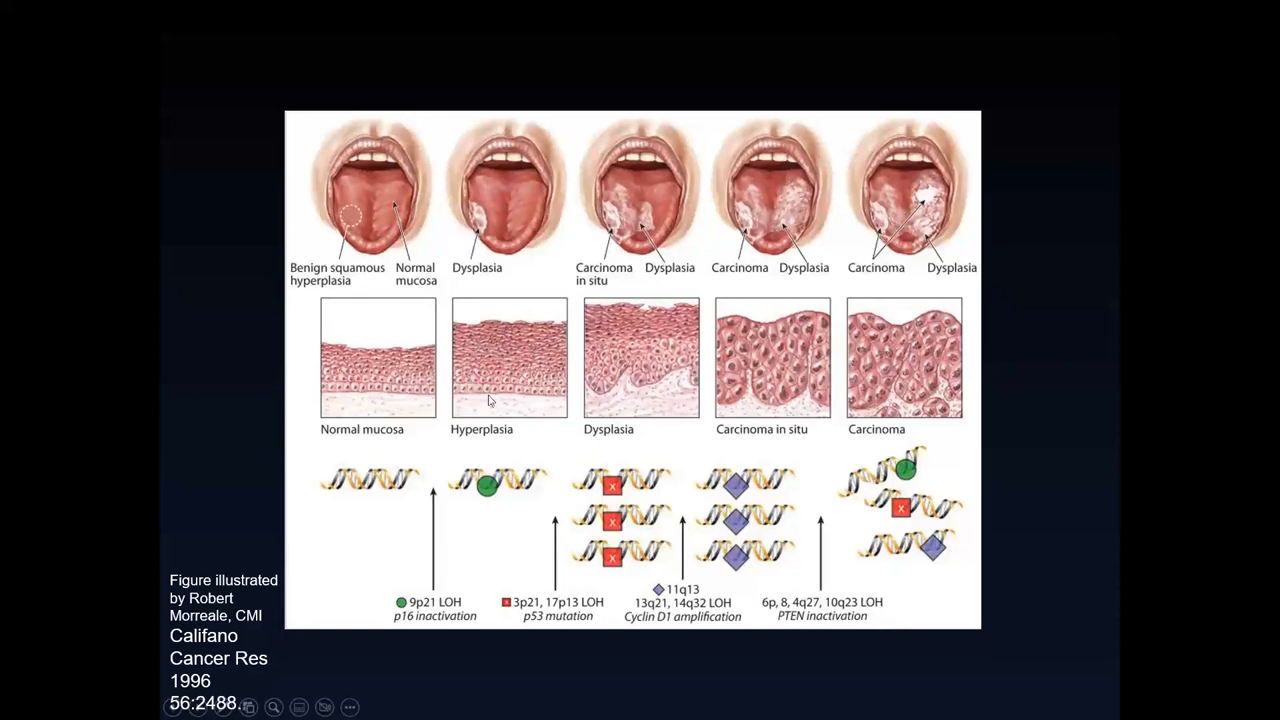 Benign squamous
hyperplasia
Normal
mucosa
Dysplasia
Carcinoma
in situ
Dysplasia
Carcinoma
Dysplasia
Carcinoma
Dysplasia
Normal mucosa
Hyperplasia
Dysplasia
Carcinoma in situ
Carcinoma
x
x
x
x
9p21 LOH
p16 inactivation
x 3p21, 17p13 LOH
p53 mutation
11q13
13q21, 14q32 LOH
Cyclin D1 amplification
6p, 8, 4q27, 10q23 LOH
PTEN inactivation
Figure illustrated
by Robert
Morreale, CMI
Califano
Cancer Res
1996
56:2488.